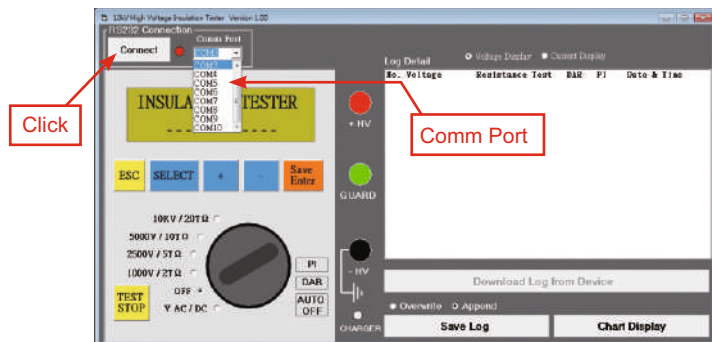 10kV High Voltage Insulation Tester Version 1.00
RS232 Connection
Connect
Comm Port
COM3
COM4
COM5
COM6
COM7
COM8
COM9
COM10
Click
Comm Port
Log Detail
Voltage Display
Current Display
No. Voltage Resistance Test DAR PI Date & Time
INSULA TESTER
+ HV
ESC
SELECT
+
-
Save
Enter
GUARD
10KV / 20TΩ
5000V / 10TΩ
2500V / 5TΩ
1000V / 2TΩ
OFF
V AC / DC
TEST
STOP
PI
DAR
AUTO
OFF
- HV
CHARGER
Download Log from Device
Overwrite
Append
Save Log
Chart Display